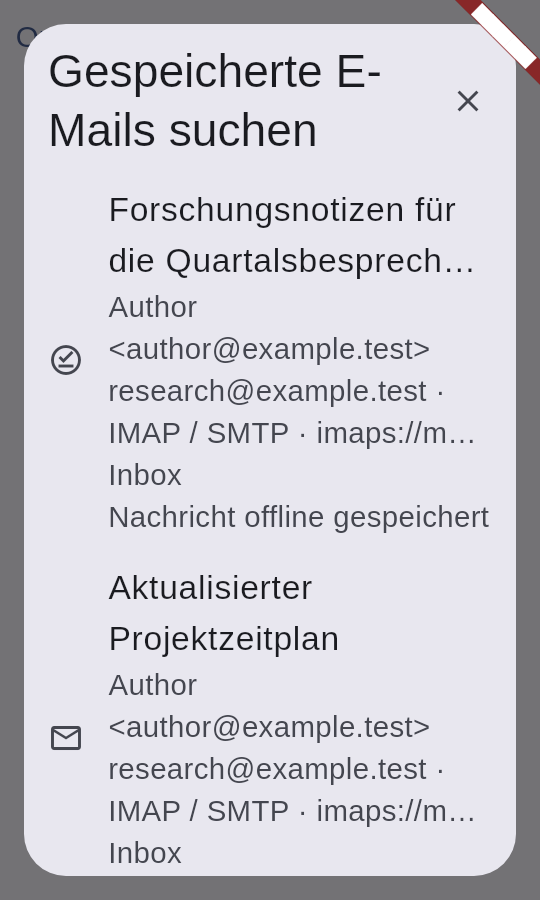 Gespeicherte E-
Mails suchen
Forschungsnotizen für
die Quartalsbesprech…
Author
<author@example.test>
research@example.test ·
IMAP / SMTP · imaps://m…
Inbox
Nachricht offline gespeichert
Aktualisierter
Projektzeitplan
Author
<author@example.test>
research@example.test ·
IMAP / SMTP · imaps://m…
Inbox